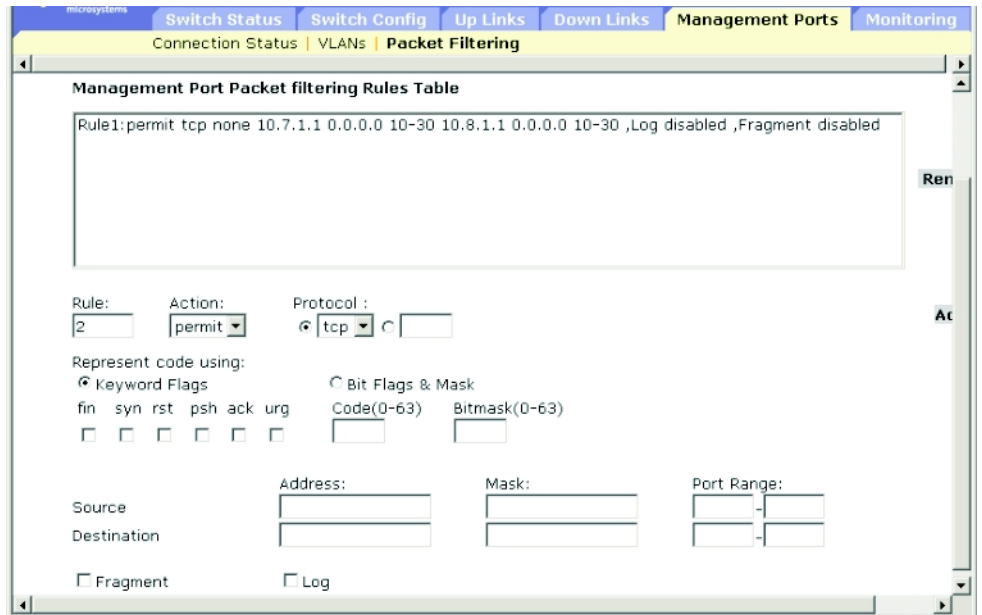 microsystems
Switch Status Switch Config Up Links Down Links Management Ports Monitoring
Connection Status | VLANs | Packet Filtering
Management Port Packet filtering Rules Table
Rule1:permit tcp none 10.7.1.1 0.0.0.0 10-30 10.8.1.1 0.0.0.0 10-30 ,Log disabled ,Fragment disabled
Ren
Rule: Action: Protocol :
2 permit tcp
Ac
Represent code using:
Keyword Flags Bit Flags & Mask
fin syn rst psh ack urg Code(0-63) Bitmask(0-63)
Address: Mask: Port Range:
Source -
Destination -
Fragment Log